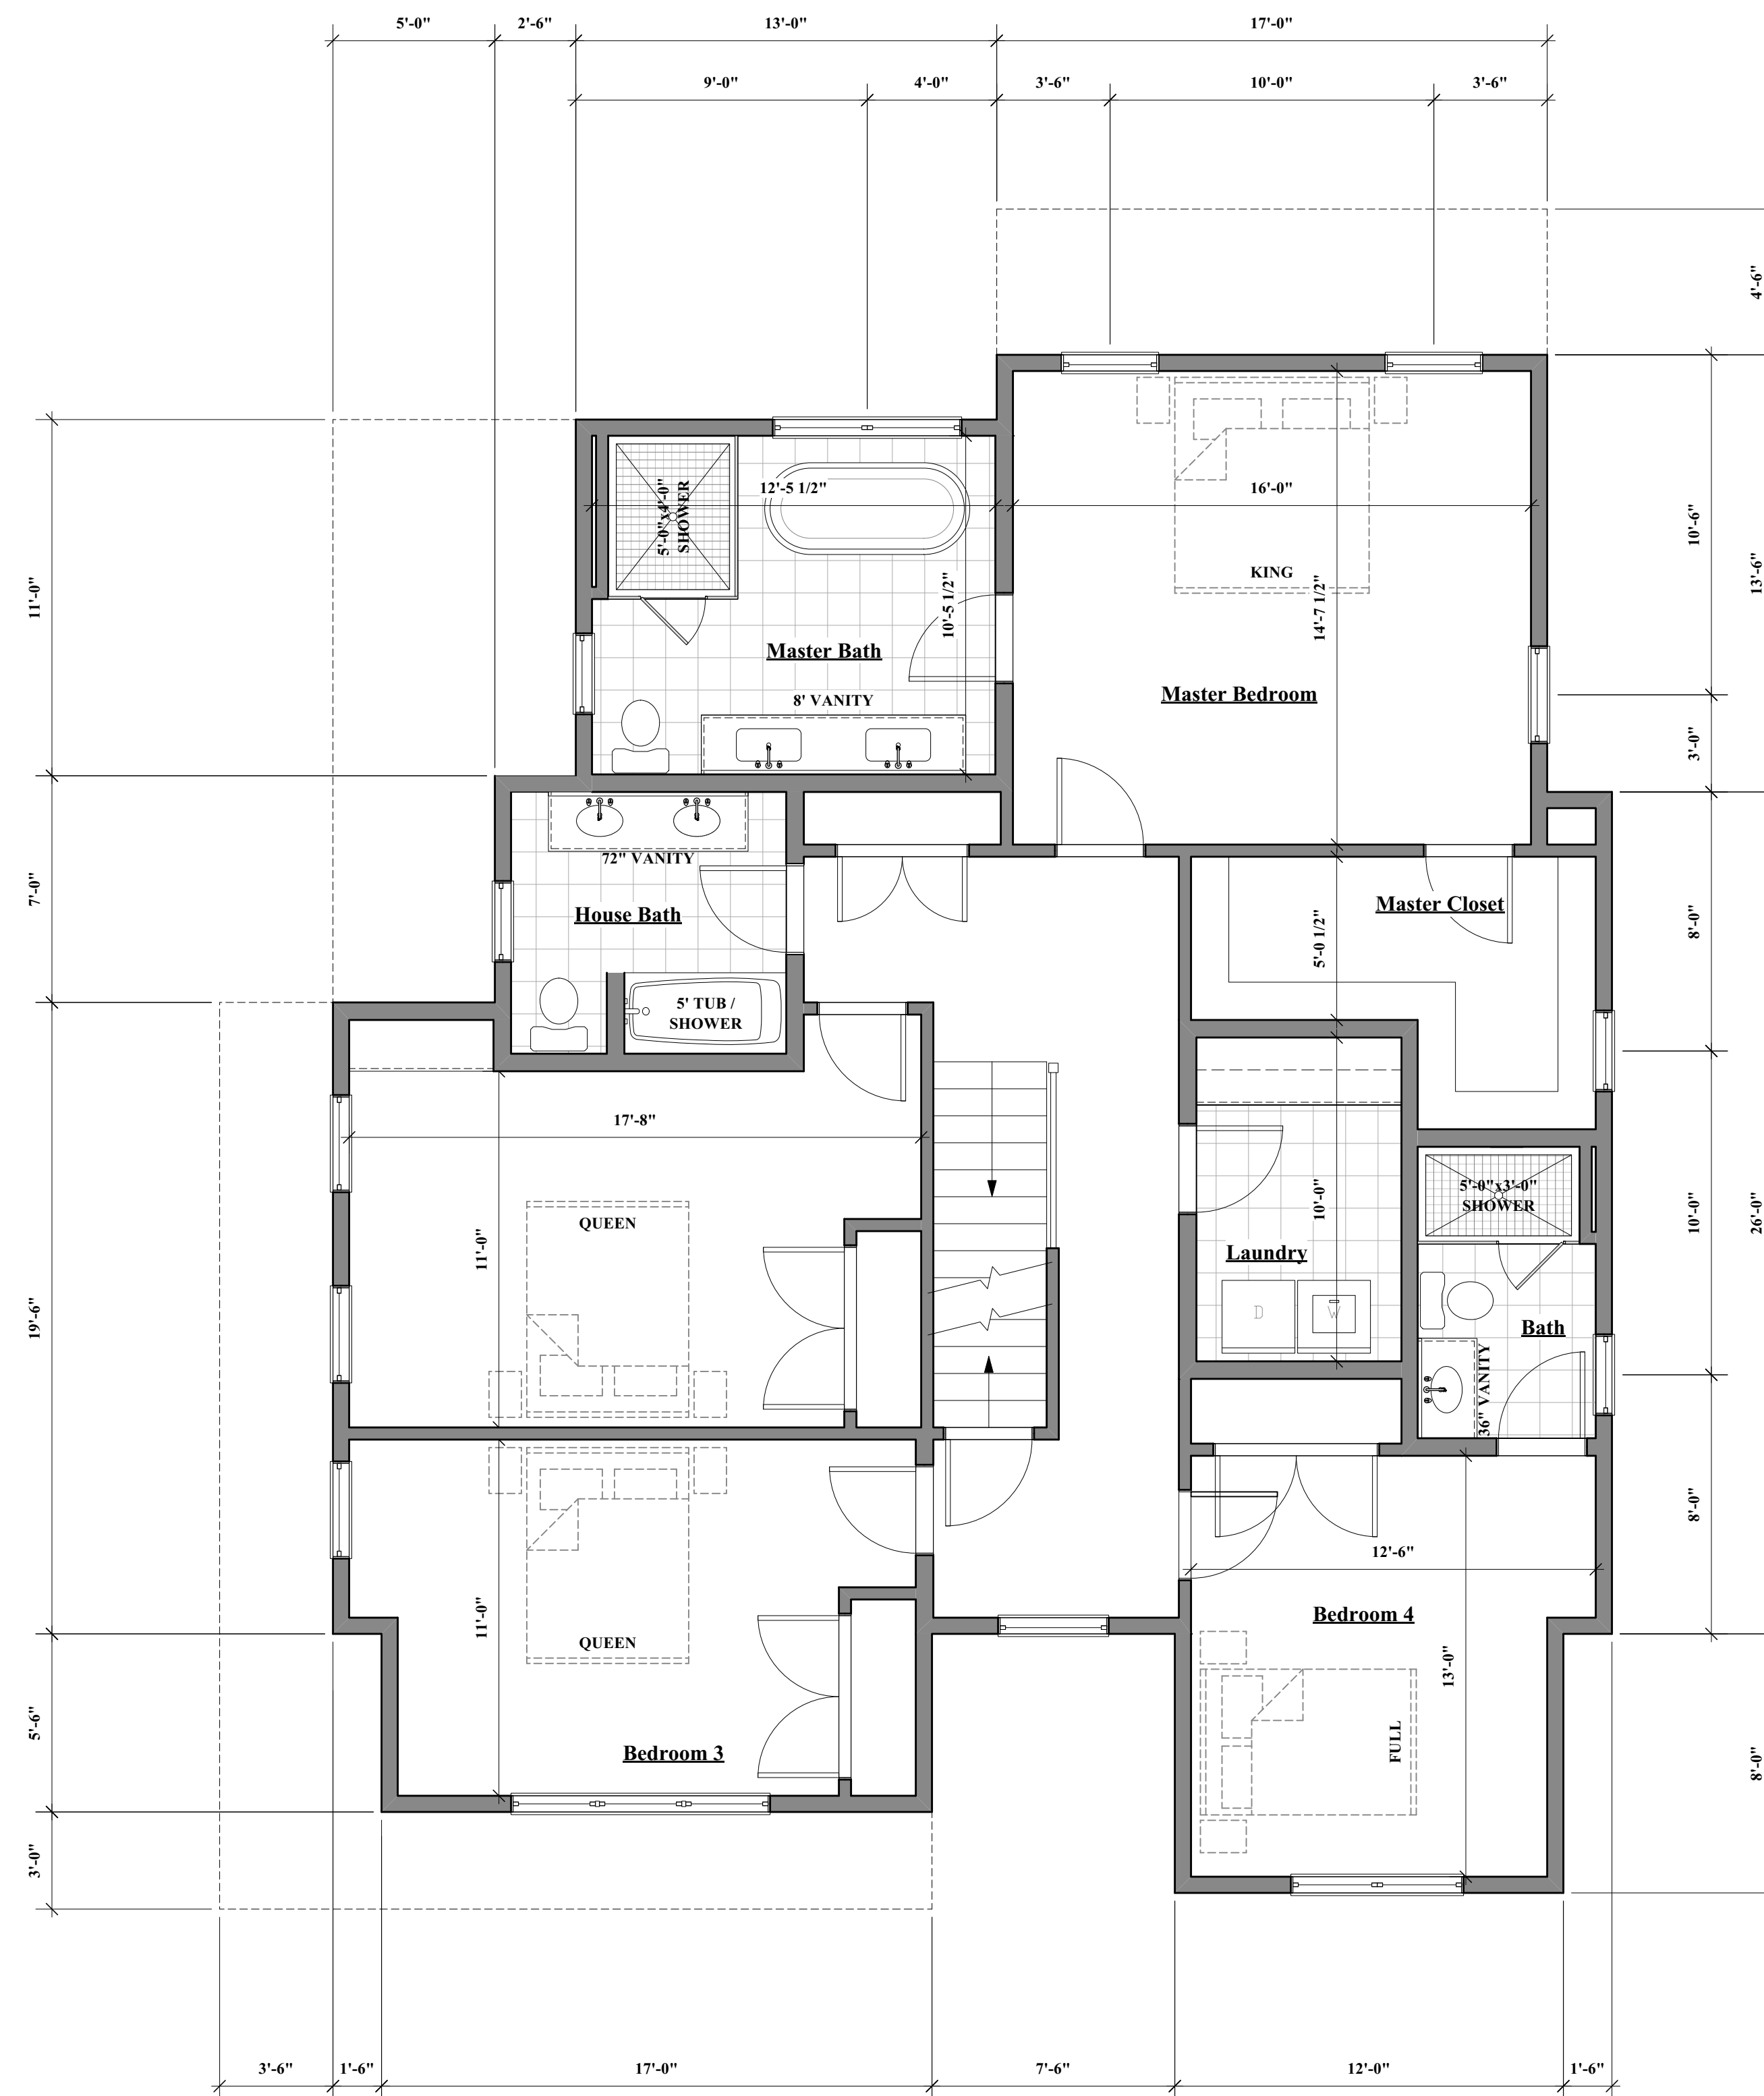 5'-0" 2'-6" 13'-0" 17'-0"
9'-0" 4'-0" 3'-6" 10'-0" 3'-6"
4'-6"
12'-5 1/2" 16'-0"
5'-0"x4'-0"
SHOWER
10'-6"
13'-6"
KING
11'-0"
10'-5 1/2"
14'-7 1/2"
Master Bath
Master Bedroom
8' VANITY
3'-0"
72" VANITY
7'-0"
House Bath
Master Closet
5'-0 1/2"
8'-0"
5' TUB /
SHOWER
17'-8"
5'-0"x3'-0"
SHOWER
10'-0"
10'-0"
26'-0"
QUEEN
11'-0"
Laundry
19'-6"
D W
Bath
36" VANITY
8'-0"
12'-6"
11'-0"
Bedroom 4
QUEEN
13'-0"
5'-6"
FULL
Bedroom 3
8'-0"
3'-0"
3'-6" 1'-6" 17'-0" 7'-6" 12'-0" 1'-6"